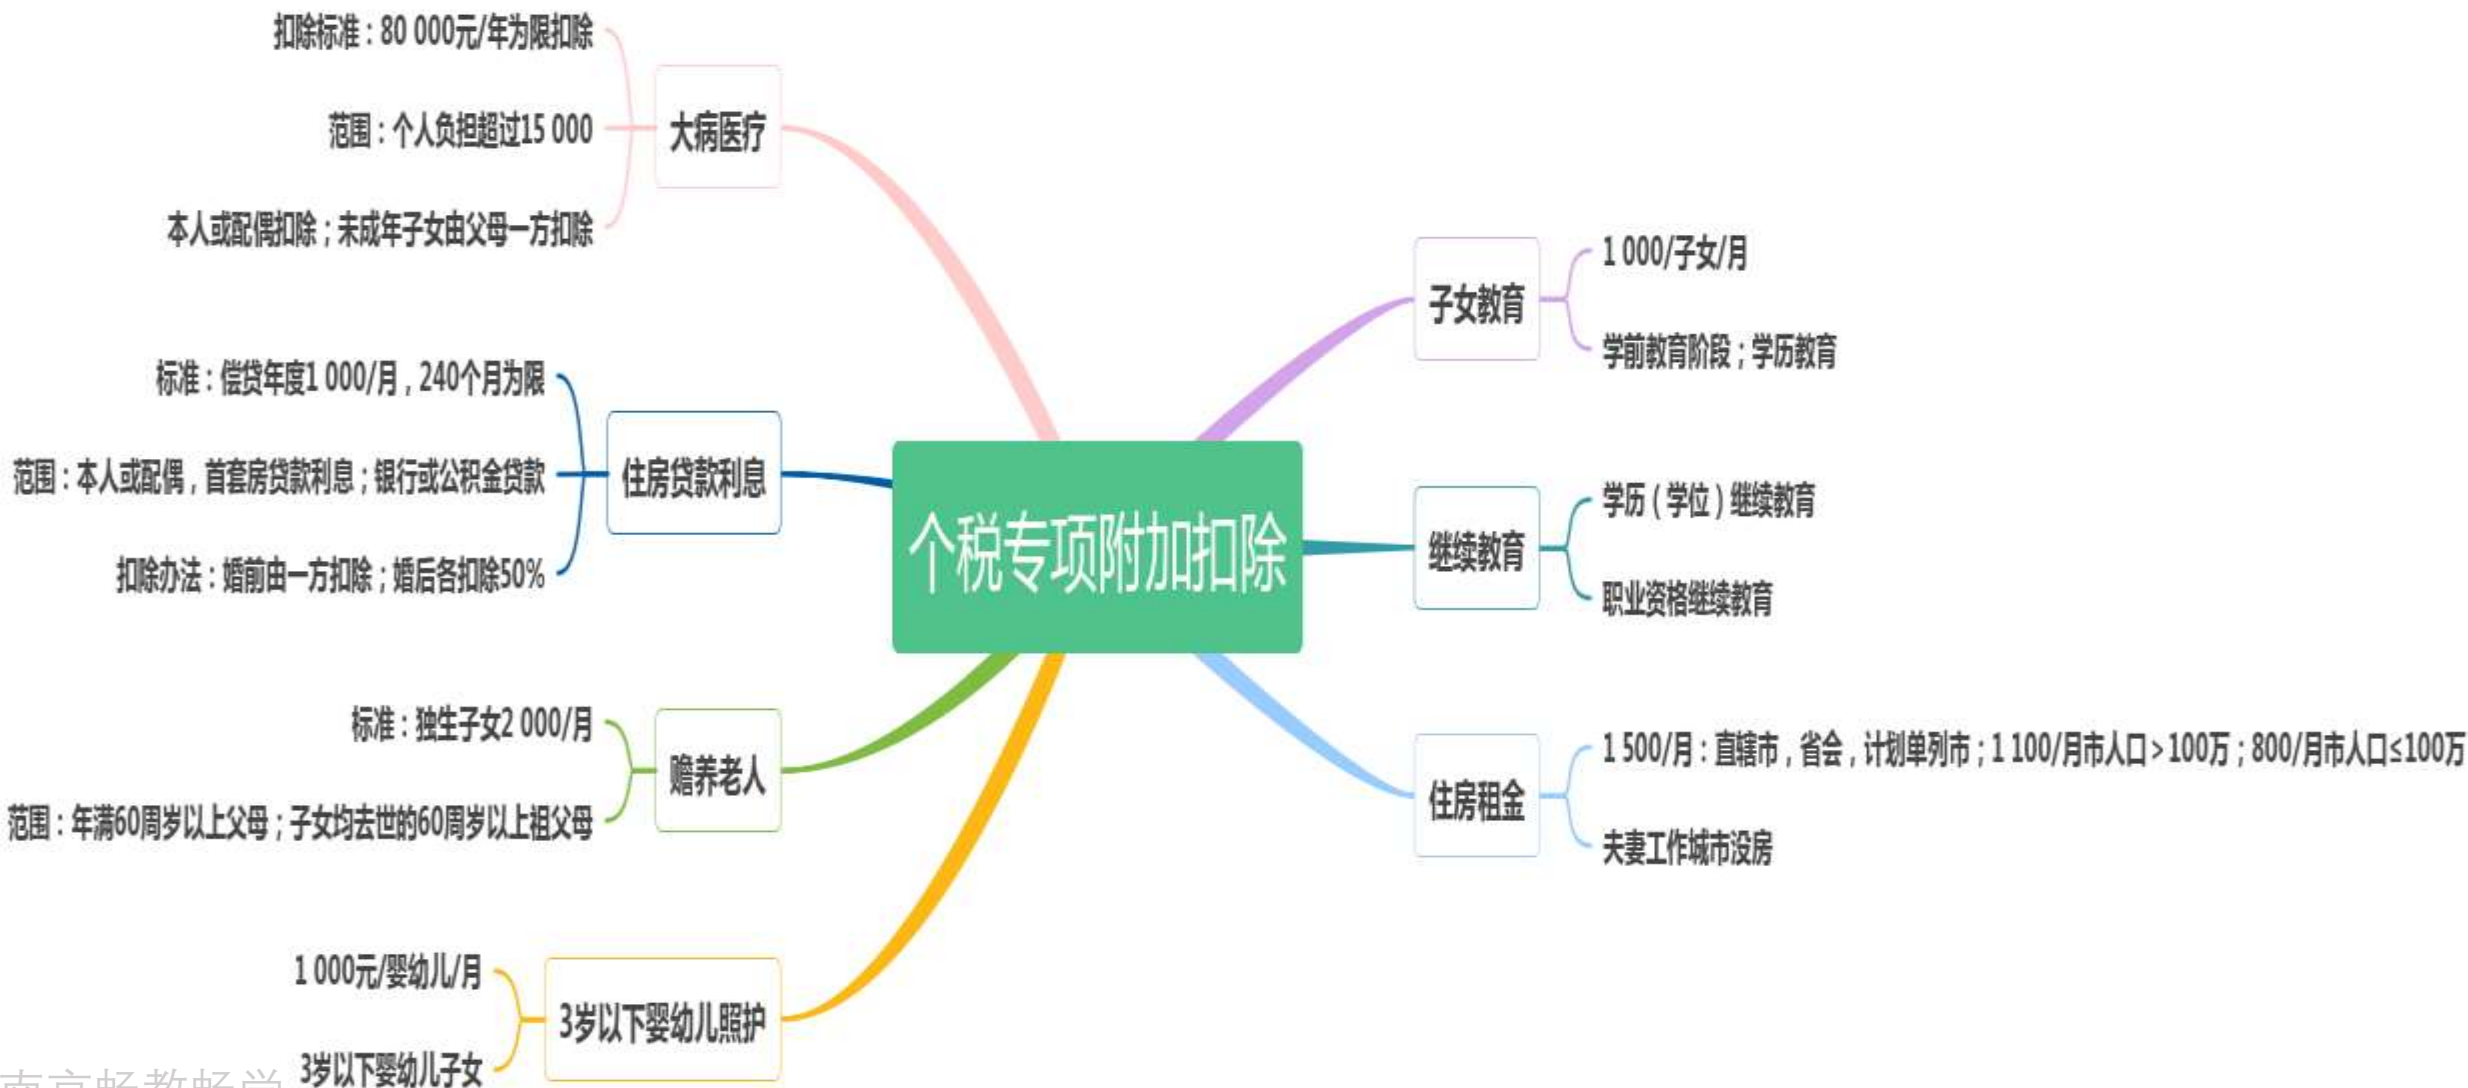 扣除标准：80 000元/年为限扣除
范围：个人负担超过15 000
大病医疗
本人或配偶扣除；未成年子女由父母一方扣除
标准：偿贷年度1 000/月，240个月为限
范围：本人或配偶，首套房贷款利息；银行或公积金贷款
住房贷款利息
扣除办法：婚前由一方扣除；婚后各扣除50%
标准：独生子女2 000/月
赡养老人
范围：年满60周岁以上父母；子女均去世的60周岁以上祖父母
1 000元/婴幼儿/月
3岁以下婴幼儿照护
3岁以下婴幼儿子女
个税专项附加扣除
子女教育
1 000/子女/月
学前教育阶段；学历教育
继续教育
学历（学位）继续教育
职业资格继续教育
住房租金
1 500/月：直辖市，省会，计划单列市；1 100/月市人口＞100万；800/月市人口≤100万
夫妻工作城市没房